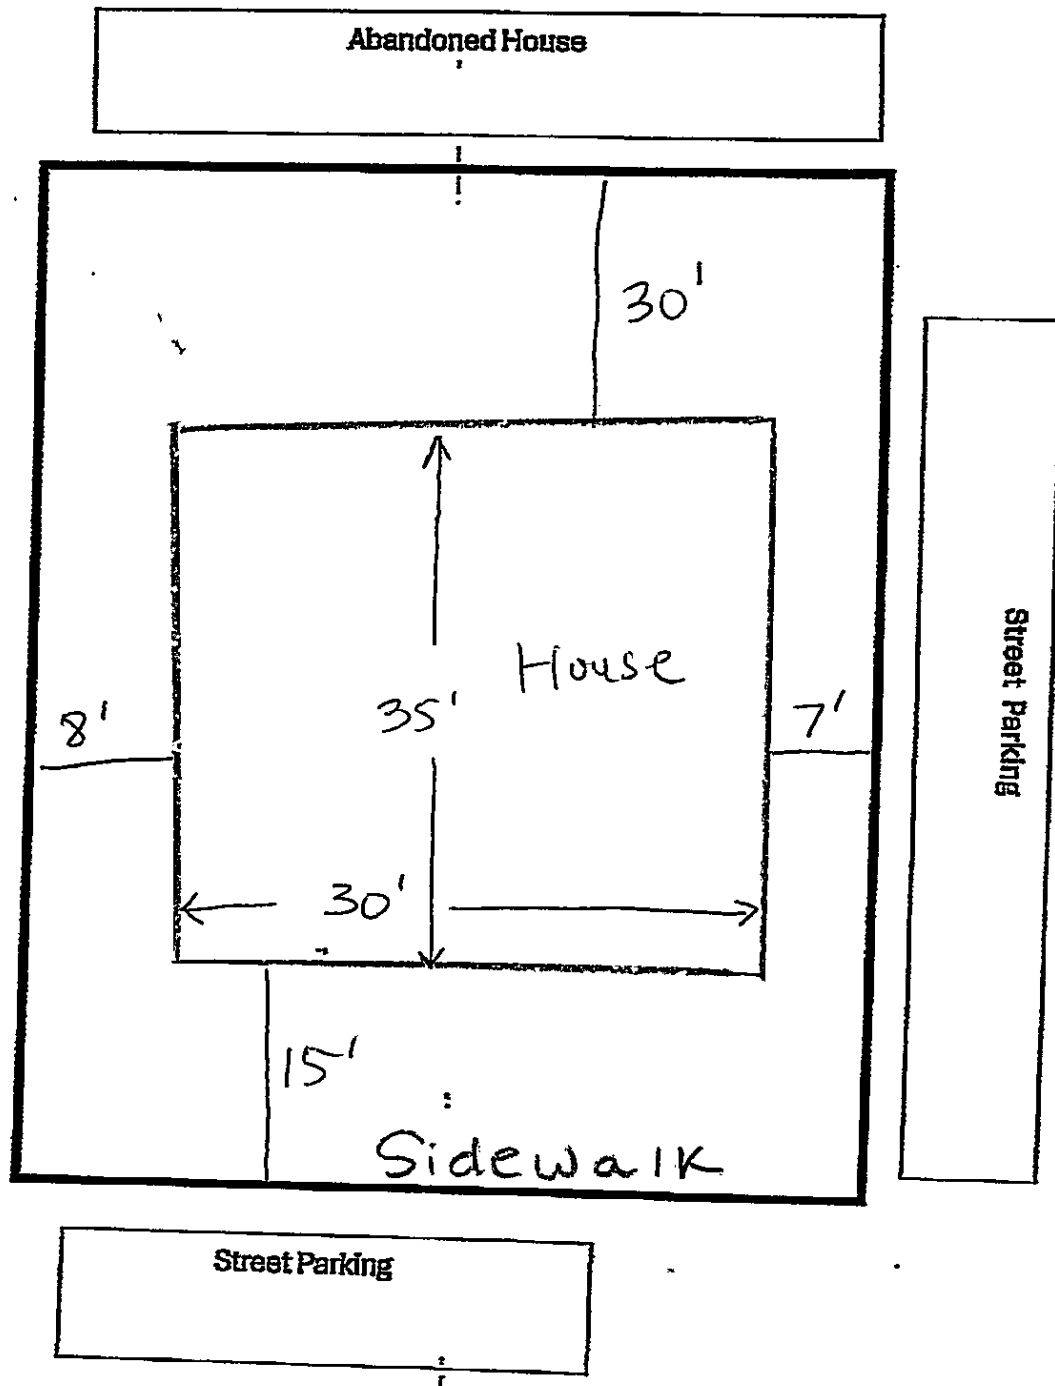 Abandoned House
30'
House
35'
8'
7'
30'
15'
Sidewalk
Street Parking
Street Parking